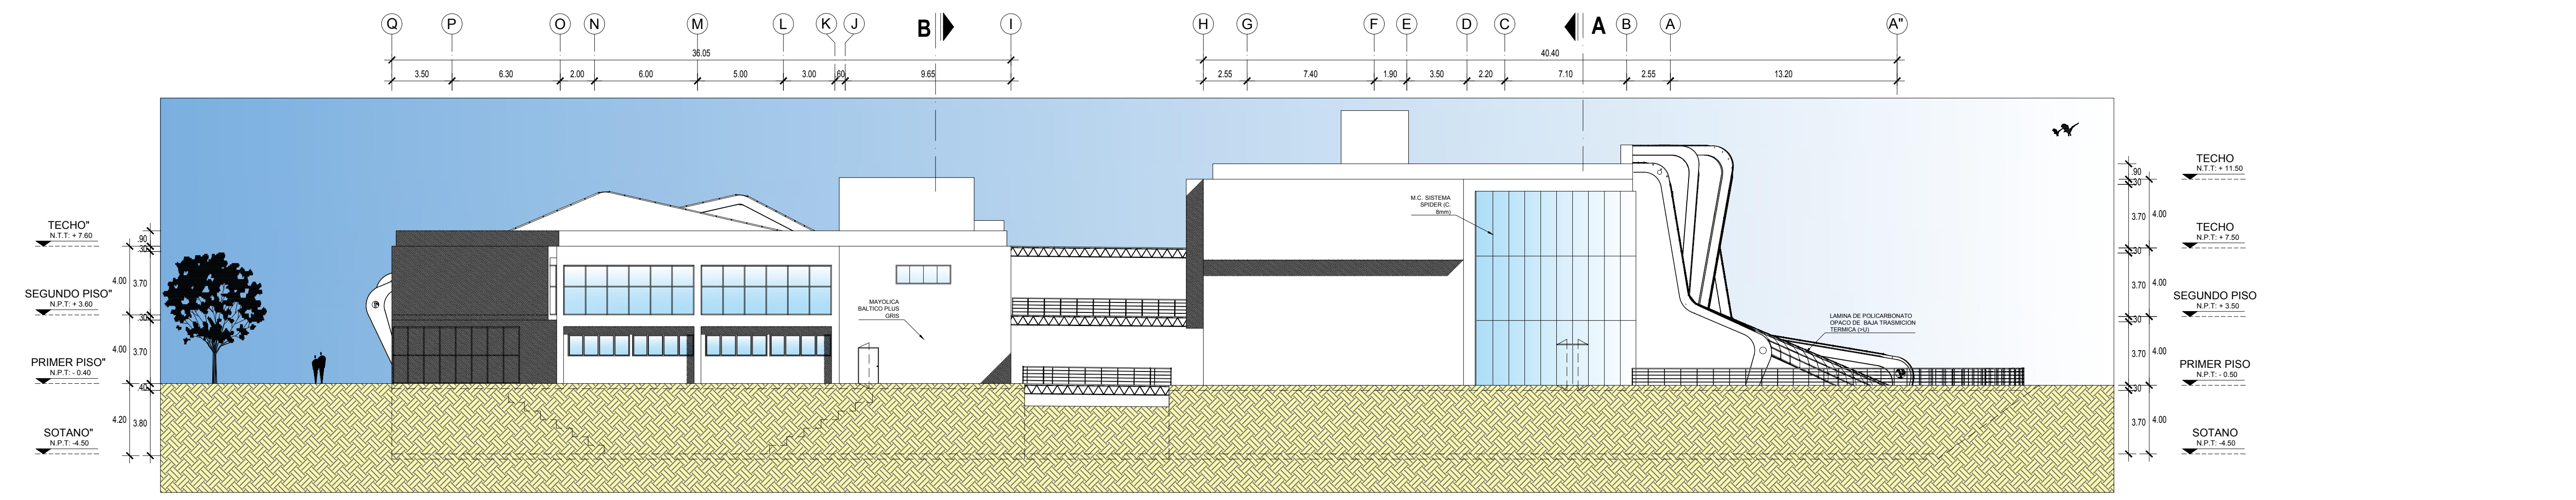 Q P O N M L K J B I H G F E D C A B A A"
36.05 40.40
3.50 6.30 2.00 6.00 5.00 3.00 .60 9.65 2.55 7.40 1.90 3.50 2.20 7.10 2.55 13.20
TECHO"
N.T.T: + 7.60
SEGUNDO PISO"
N.P.T: + 3.60
PRIMER PISO"
N.P.T: - 0.40
SOTANO"
N.P.T: -4.50
.90
.30
4.00 3.70
.30
4.00 3.70
.40
4.20 3.80
MAYOLICA
BALTICO PLUS
GRIS
M.C. SISTEMA
SPIDER (C.
8mm)
LAMINA DE POLICARBONATO
OPACO DE BAJA TRASMICION
TERMICA (>U)
.90
.30
3.70 4.00
.30
3.70 4.00
.30
3.70 4.00
.30
3.70 4.00
TECHO
N.T.T: + 11.50
TECHO
N.P.T: + 7.50
SEGUNDO PISO
N.P.T: + 3.50
PRIMER PISO
N.P.T: - 0.50
SOTANO
N.P.T: -4.50